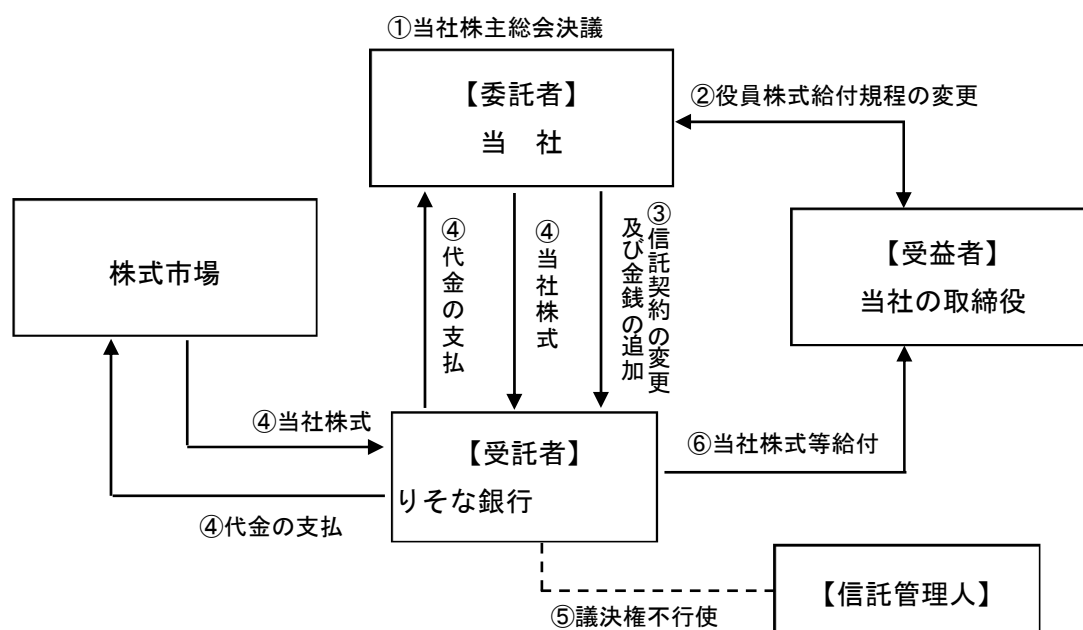 ①当社株主総会決議
【委託者】
当　社
②役員株式給付規程の変更
株式市場
④代金の支払
④当社株式
③信託契約の変更
及び金銭の追加
【受益者】
当社の取締役
④当社株式
【受託者】
りそな銀行
⑥当社株式等給付
④代金の支払
【信託管理人】
⑤議決権不行使